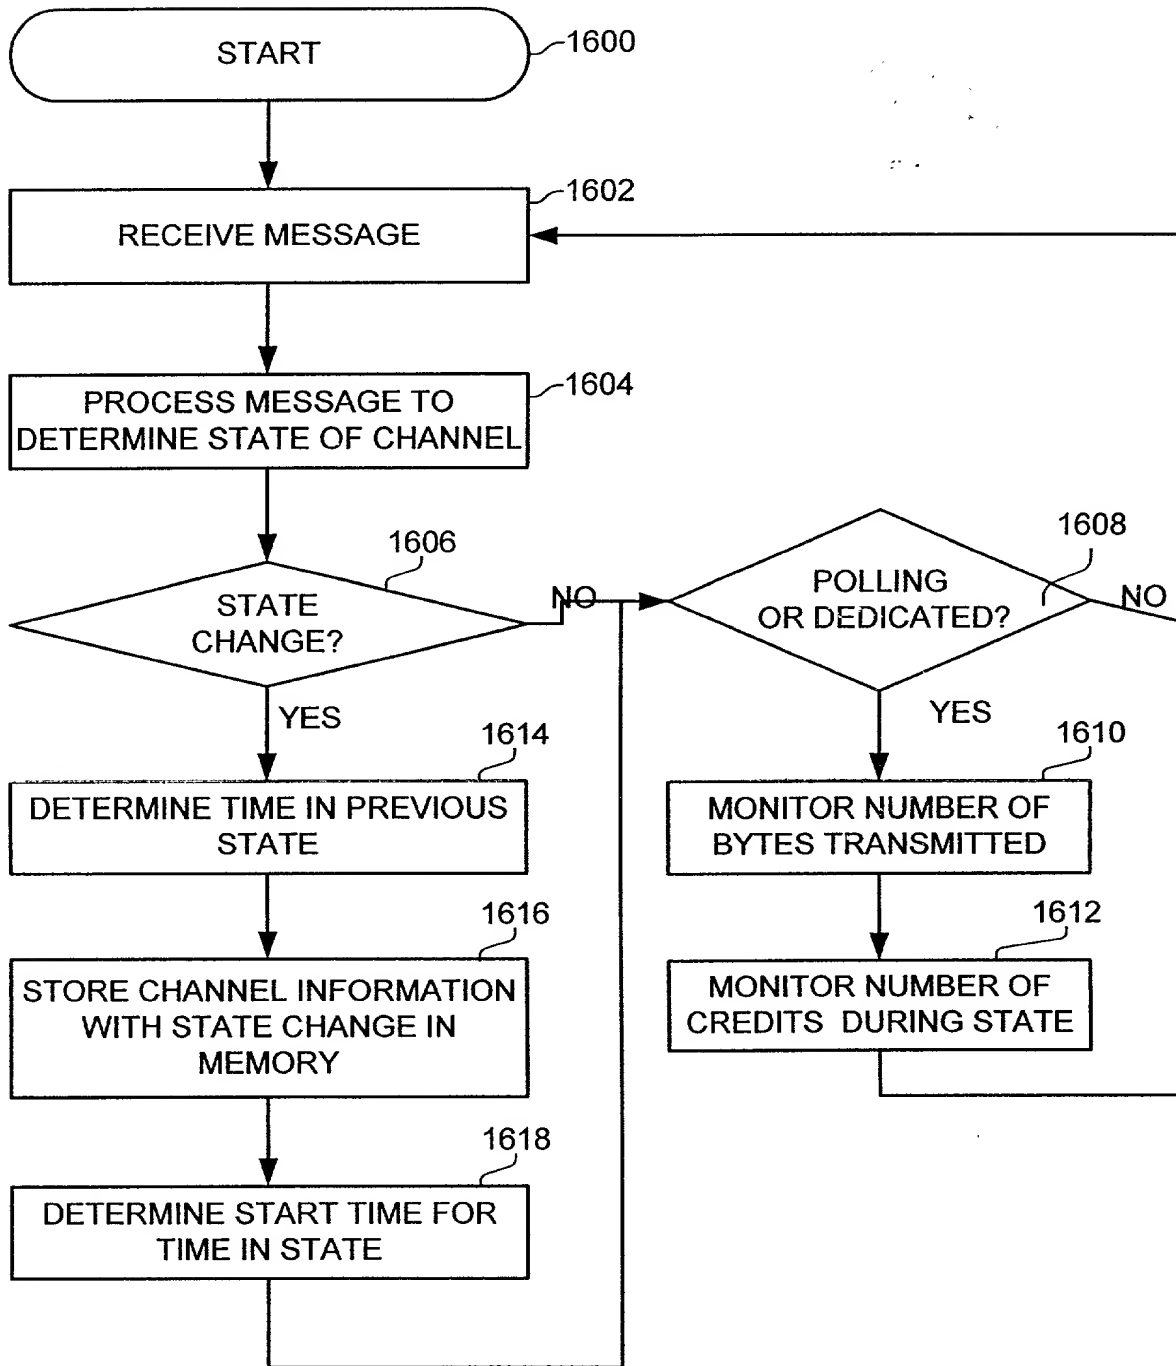 START
1600
1602
RECEIVE MESSAGE
1604
PROCESS MESSAGE TO
DETERMINE STATE OF CHANNEL
1606
STATE
CHANGE?
NO
YES
1608
POLLING
OR DEDICATED?
NO
YES
1610
MONITOR NUMBER OF
BYTES TRANSMITTED
1612
MONITOR NUMBER OF
CREDITS DURING STATE
1614
DETERMINE TIME IN PREVIOUS
STATE
1616
STORE CHANNEL INFORMATION
WITH STATE CHANGE IN
MEMORY
1618
DETERMINE START TIME FOR
TIME IN STATE